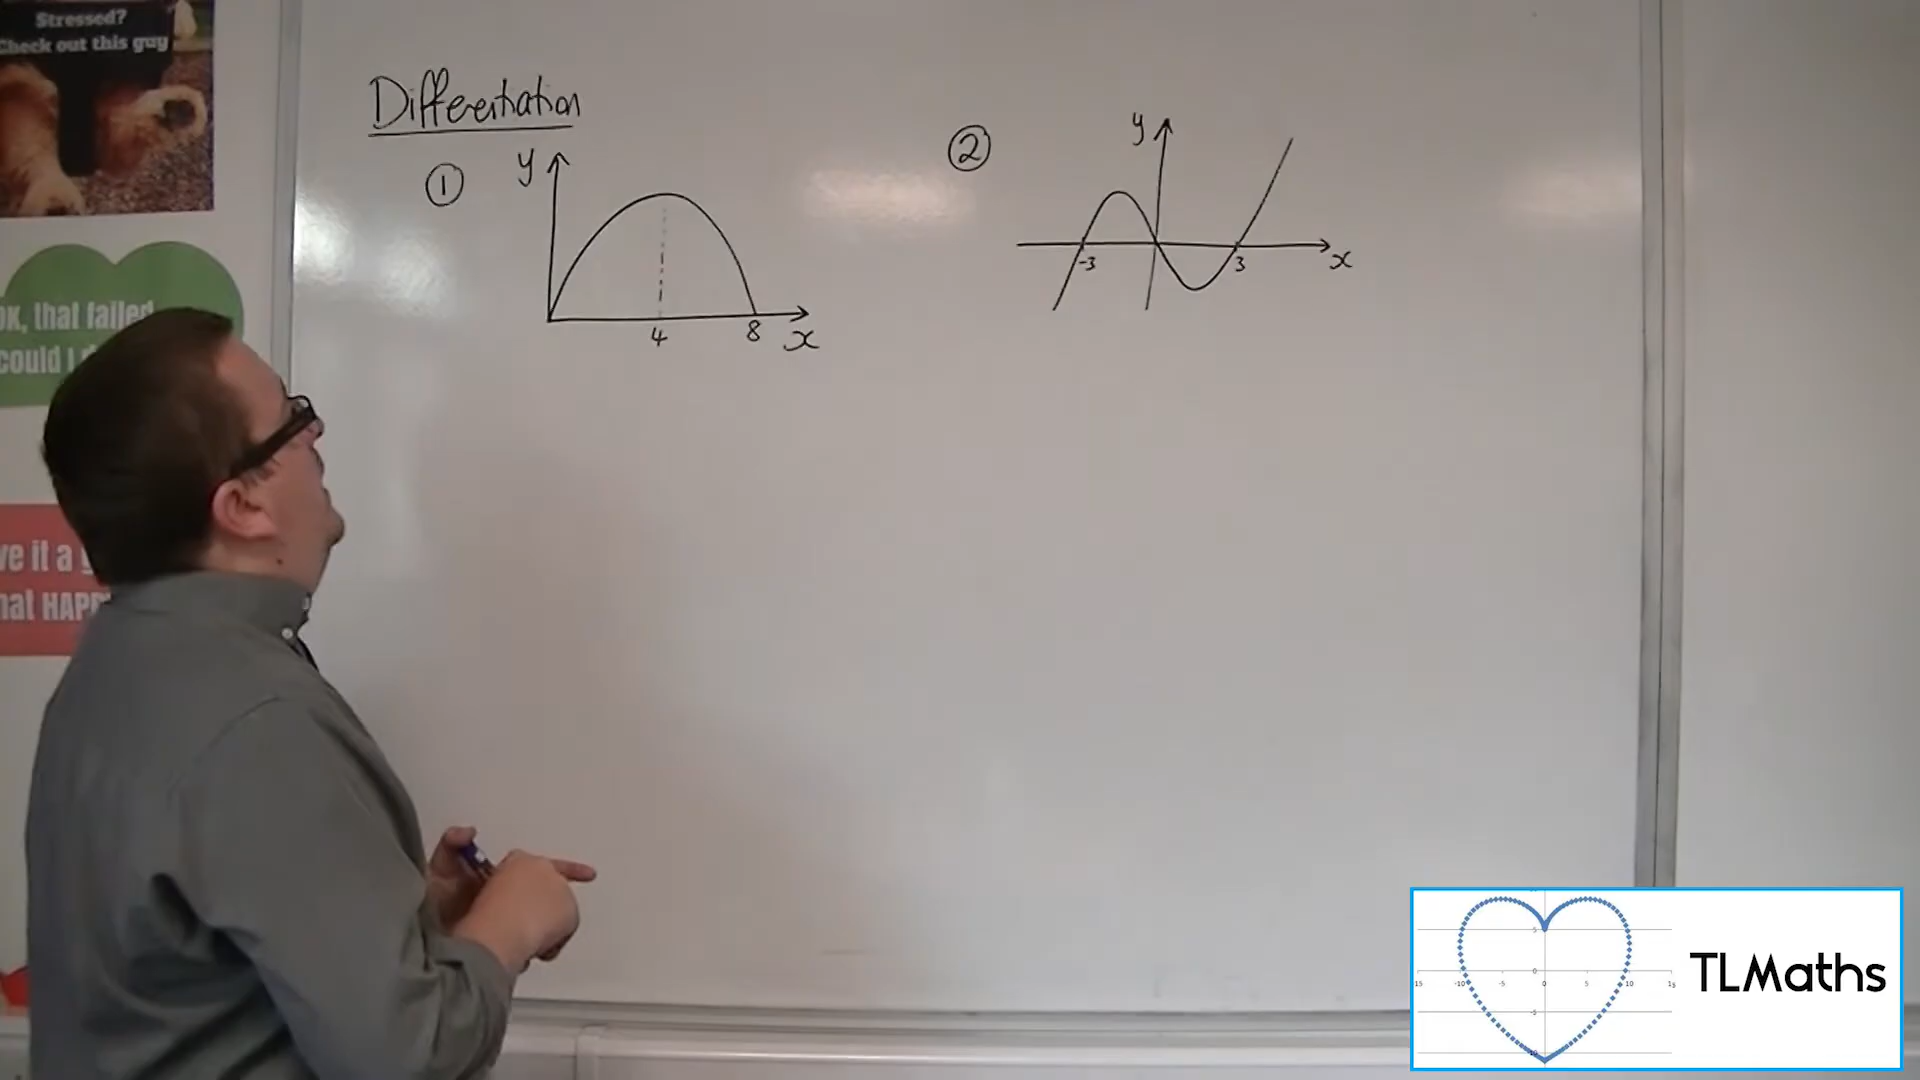 Stressed?
Check out this guy
OK, that failed
could I
ve it a
hat HAPP
Differentiation
①
y
4
8
x
②
y
-3
3
x
TLMaths